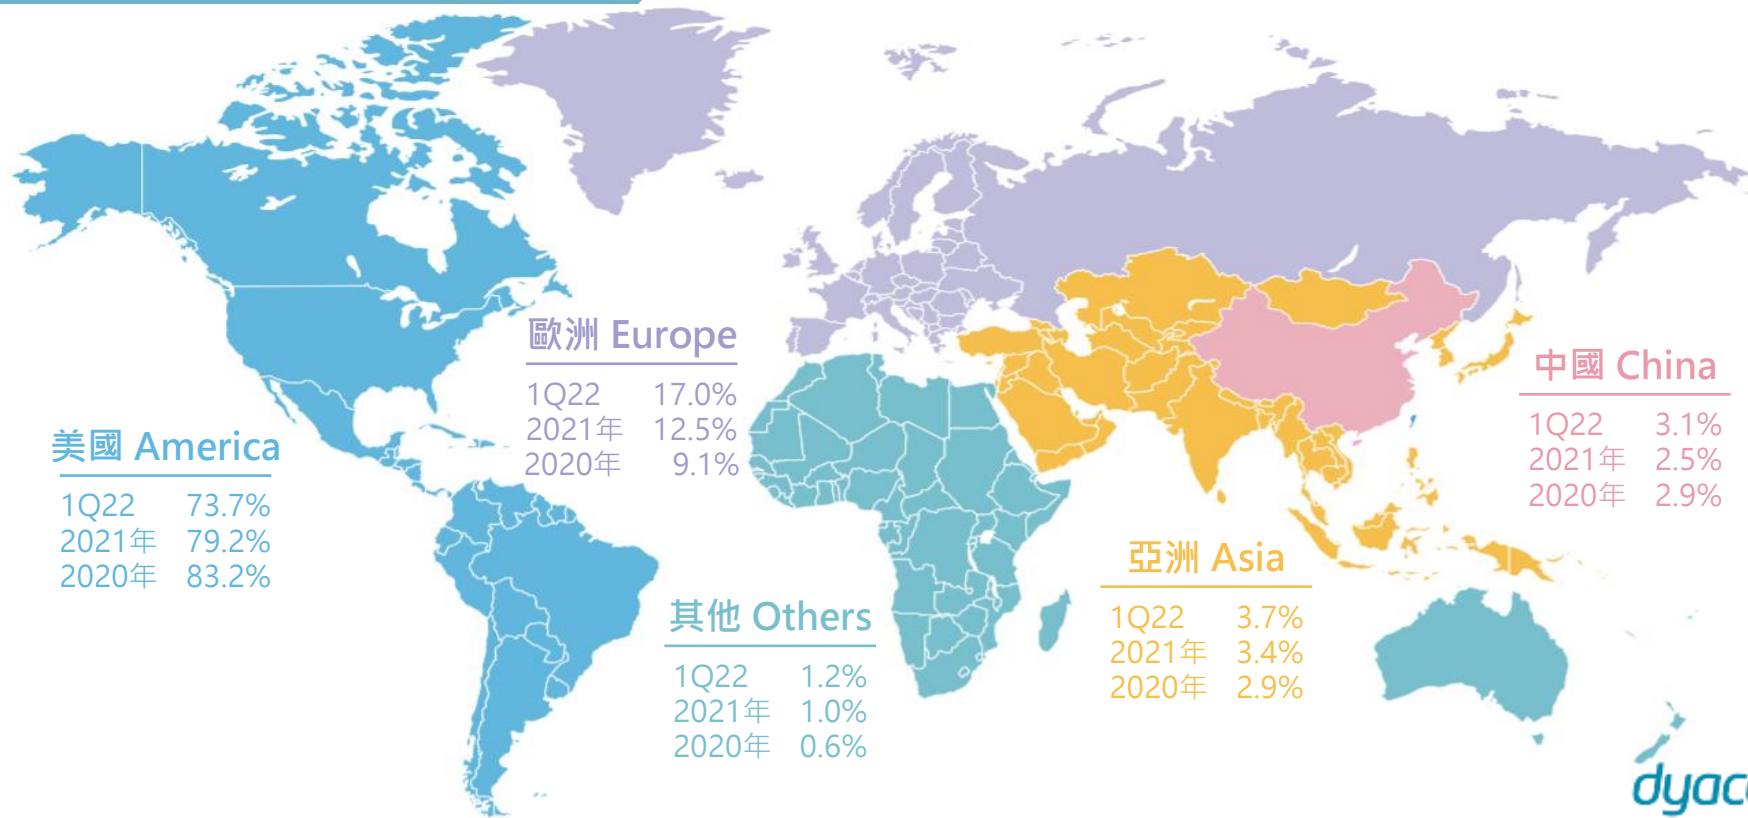 歐洲 Europe
1Q22 17.0%
2021年 12.5%
2020年 9.1%
中國 China
1Q22 3.1%
2021年 2.5%
2020年 2.9%
美國 America
1Q22 73.7%
2021年 79.2%
2020年 83.2%
亞洲 Asia
1Q22 3.7%
2021年 3.4%
2020年 2.9%
其他 Others
1Q22 1.2%
2021年 1.0%
2020年 0.6%